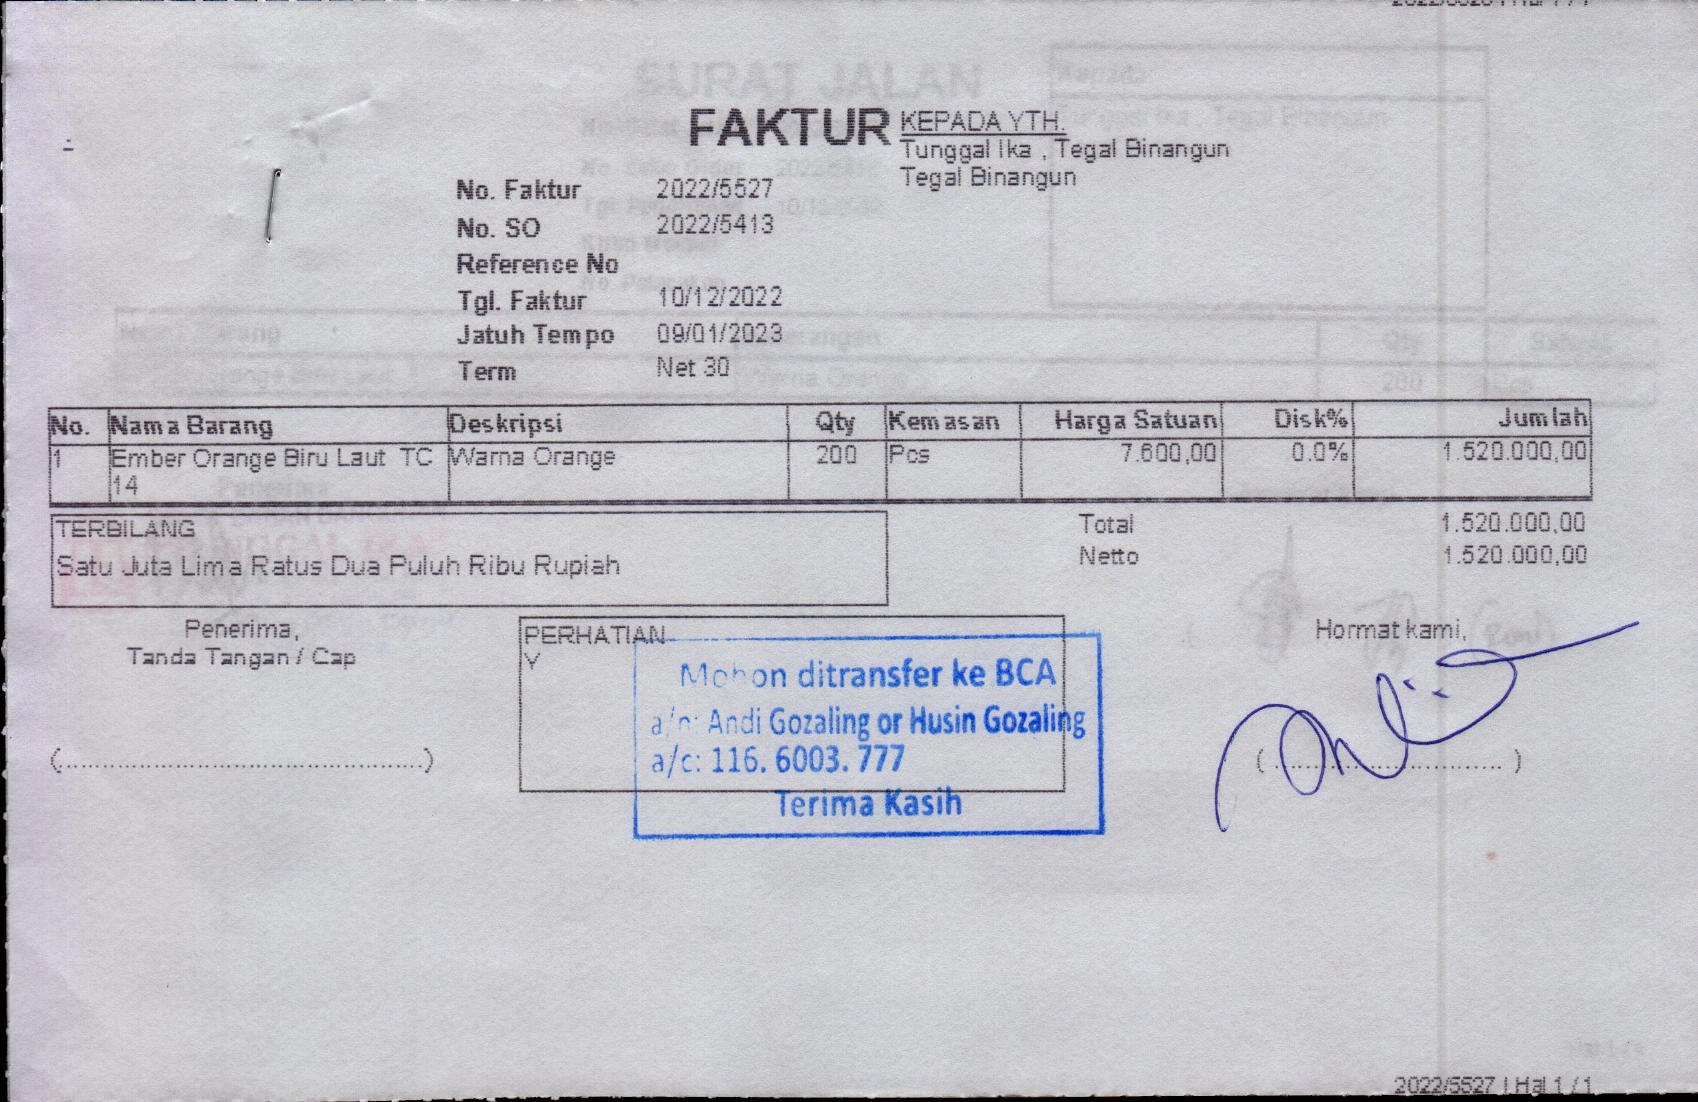 FAKTUR
KEPADA YTH.
Tunggal Ika , Tegal Binangun
Tegal Binangun
No. Faktur 2022/5527
No. SO 2022/5413
Reference No
Tgl. Faktur 10/12/2022
Jatuh Tempo 09/01/2023
Term Net 30
No. Nama Barang Deskripsi Qty Kemasan Harga Satuan Disk% Jumlah
1 Ember Orange Biru Laut TC 14 Warna Orange 200 Pcs 7.600,00 0.0% 1.520.000,00
TERBILANG
Satu Juta Lima Ratus Dua Puluh Ribu Rupiah
Total 1.520.000,00
Netto 1.520.000,00
Penerima,
Tanda Tangan / Cap
(..............................................)
PERHATIAN
Y
Mohon ditransfer ke BCA
a/n: Andi Gozaling or Husin Gozaling
a/c: 116. 6003. 777
Terima Kasih
Hormat kami,
(..............................)
2022/5527 | Hal 1 / 1